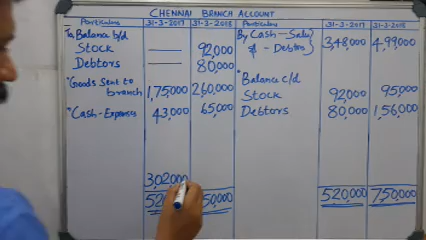 CHENNAI BRANCH ACCOUNT
Particulars 31-3-2017 31-3-2018 Particulars 31-3-2017 31-3-2018
To Balance b/d By Cash - Sales
Stock —— 92,000 & - Debtors } 3,48,000 4,99,000
Debtors —— 80,000
"Goods sent to " Balance c/d
branch 1,75,000 2,60,000 Stock 92,000 95,000
"Cash - Expenses 43,000 65,000 Debtors 80,000 1,56,000
3,02,000
52 50,000 520,000 750,000